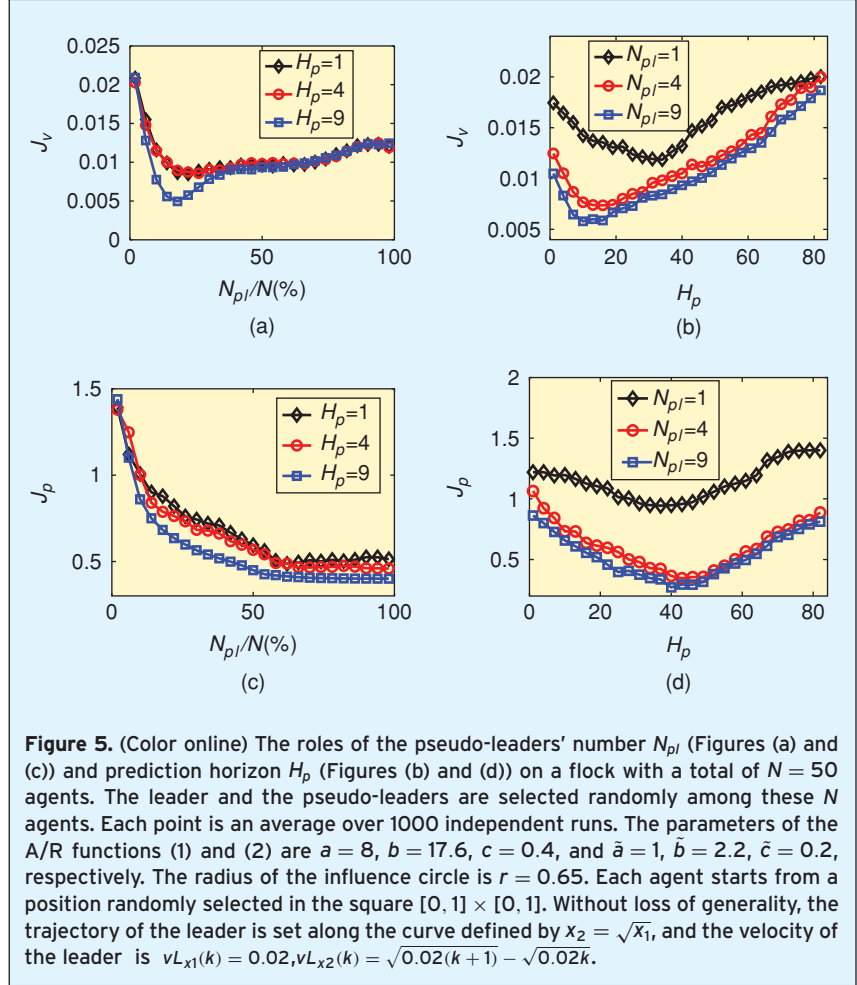 0.025
0.02
0.015
0.01
0.005
0
J_v
H_p=1
H_p=4
H_p=9
0 50 100
N_pl/N(%)
(a)
0.02
0.015
0.01
0.005
J_v
N_pl=1
N_pl=4
N_pl=9
0 20 40 60 80
H_p
(b)
1.5
1
0.5
J_p
H_p=1
H_p=4
H_p=9
0 50 100
N_pl/N(%)
(c)
2
1.5
1
0.5
J_p
N_pl=1
N_pl=4
N_pl=9
0 20 40 60 80
H_p
(d)
Figure 5. (Color online) The roles of the pseudo-leaders' number N_pl (Figures (a) and
(c)) and prediction horizon H_p (Figures (b) and (d)) on a flock with a total of N = 50
agents. The leader and the pseudo-leaders are selected randomly among these N
agents. Each point is an average over 1000 independent runs. The parameters of the
A/R functions (1) and (2) are a = 8, b = 17.6, c = 0.4, and ã = 1, b̃ = 2.2, c̃ = 0.2,
respectively. The radius of the influence circle is r = 0.65. Each agent starts from a
position randomly selected in the square [0, 1] × [0, 1]. Without loss of generality, the
trajectory of the leader is set along the curve defined by x_2 = √x_1, and the velocity of
the leader is vL_x1(k) = 0.02,vL_x2(k) = √0.02(k + 1) − √0.02k.